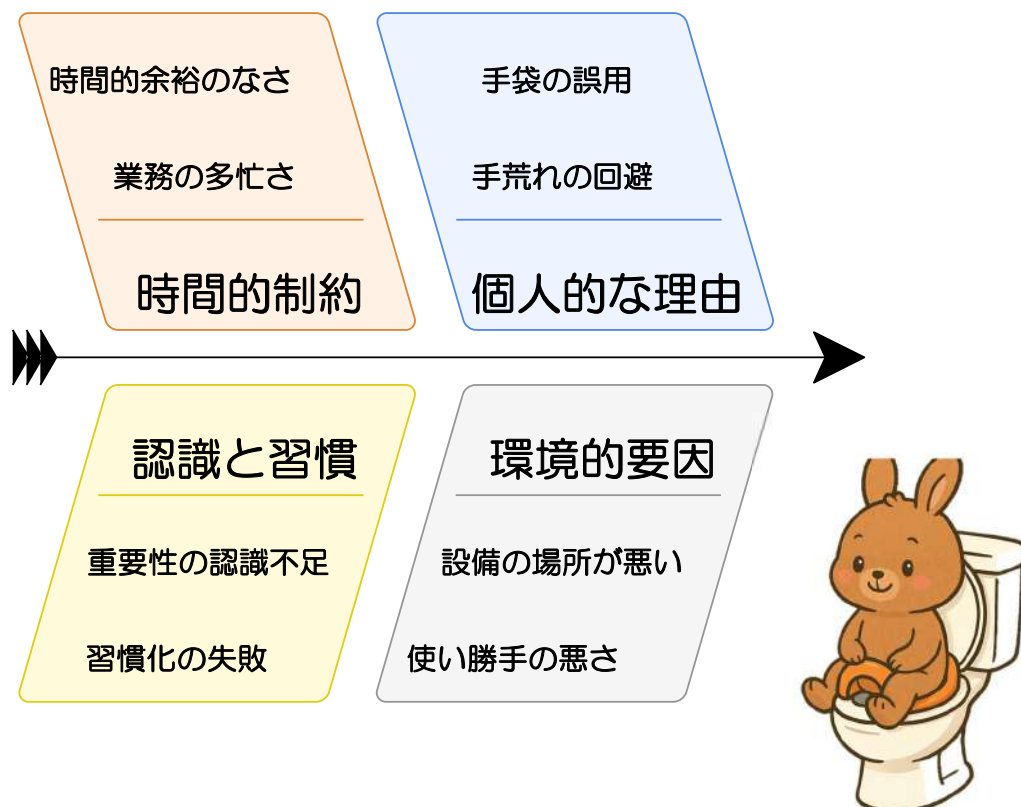 時間的余裕のなさ
業務の多忙さ
時間的制約
手袋の誤用
手荒れの回避
個人的な理由
認識と習慣
重要性の認識不足
習慣化の失敗
環境的要因
設備の場所が悪い
使い勝手の悪さ